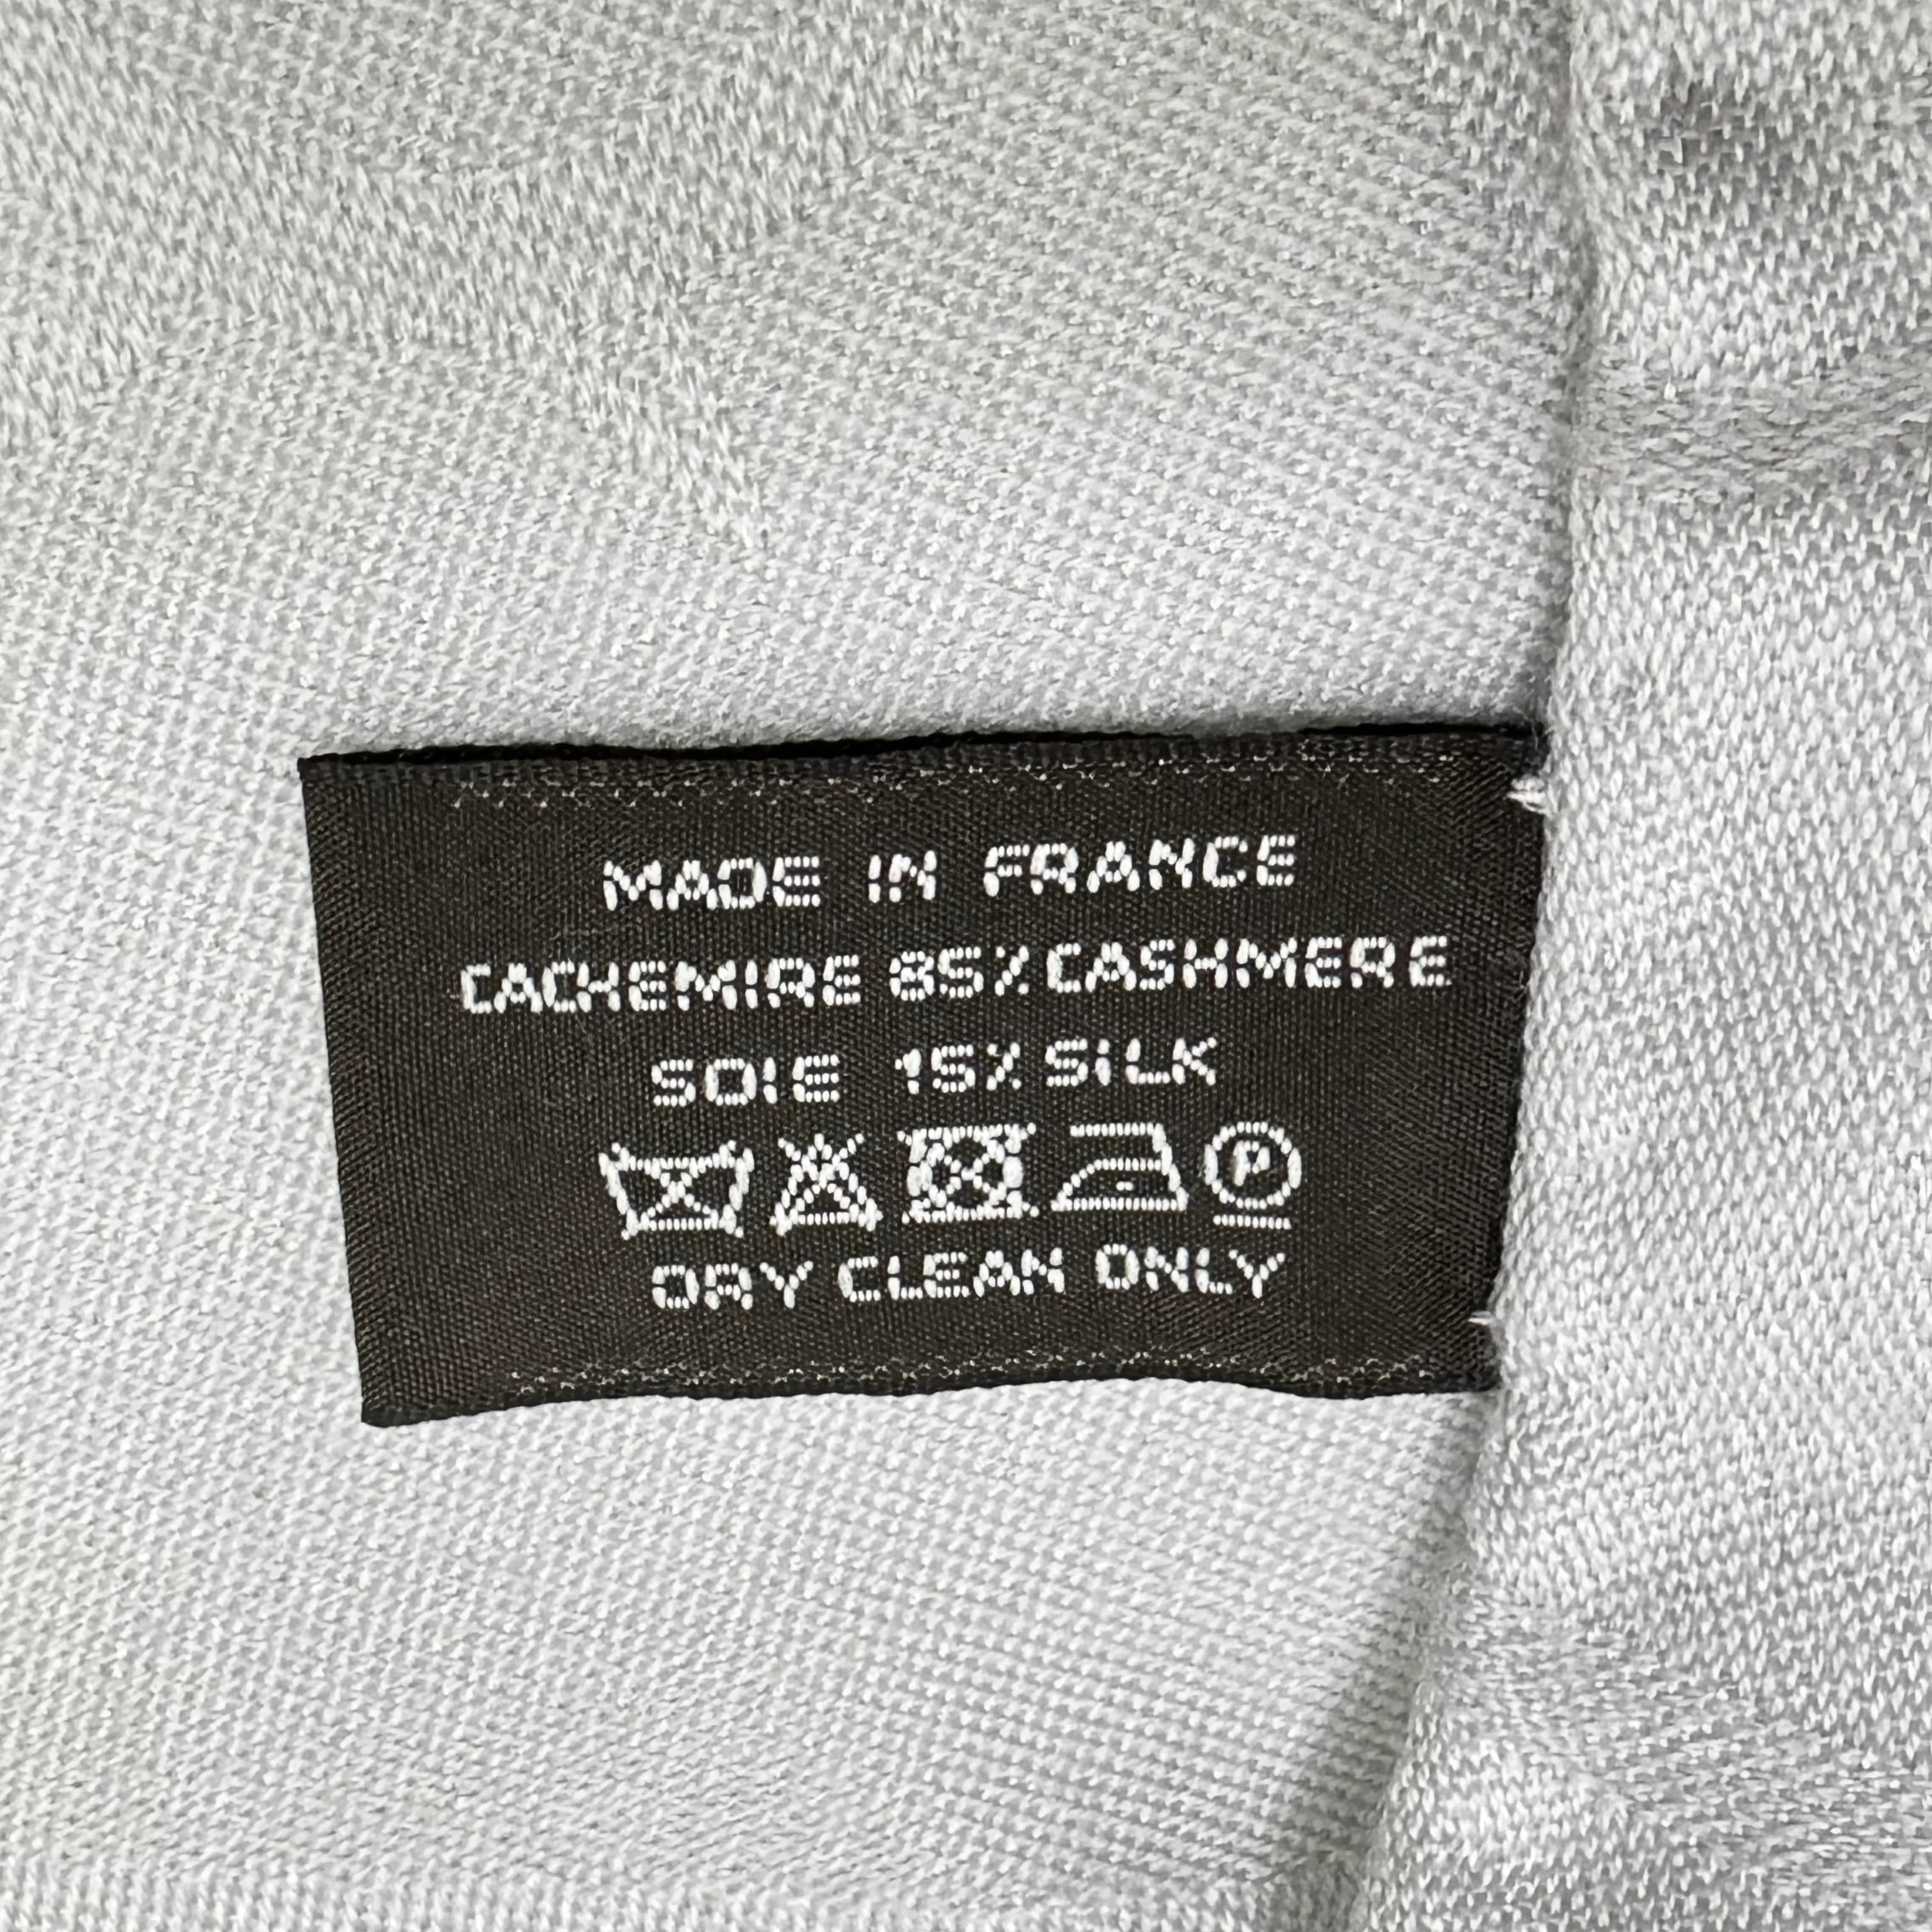 MADE IN FRANCE
CACHEMIRE 85% CASHMERE
SOIE 15% SILK
P
DRY CLEAN ONLY